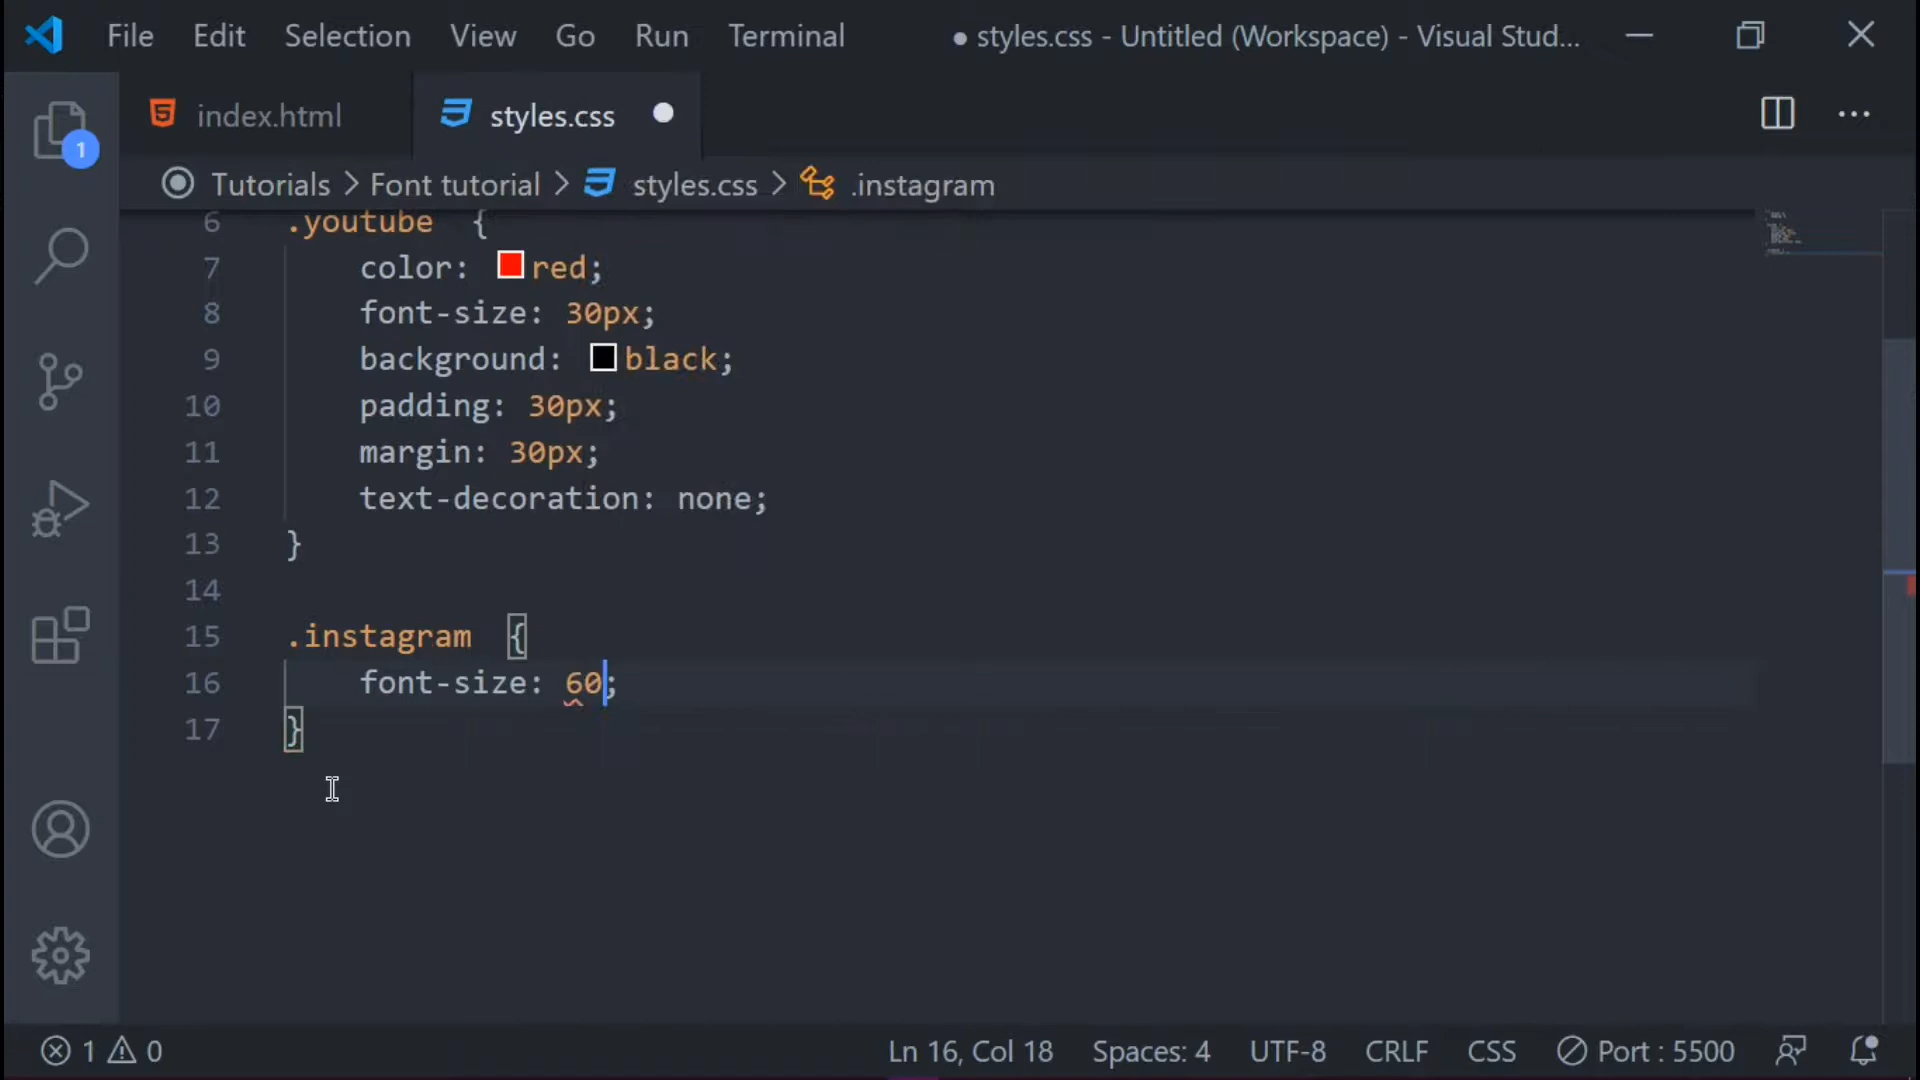 File Edit Selection View Go Run Terminal ● styles.css - Untitled (Workspace) - Visual Stud...
index.html styles.css
1
Tutorials > Font tutorial > styles.css > .instagram
6 .youtube {
7 color: red;
8 font-size: 30px;
9 background: black;
10 padding: 30px;
11 margin: 30px;
12 text-decoration: none;
13 }
14
15 .instagram {
16 font-size: 60;
17 }
1 0 Ln 16, Col 18 Spaces: 4 UTF-8 CRLF CSS Port : 5500